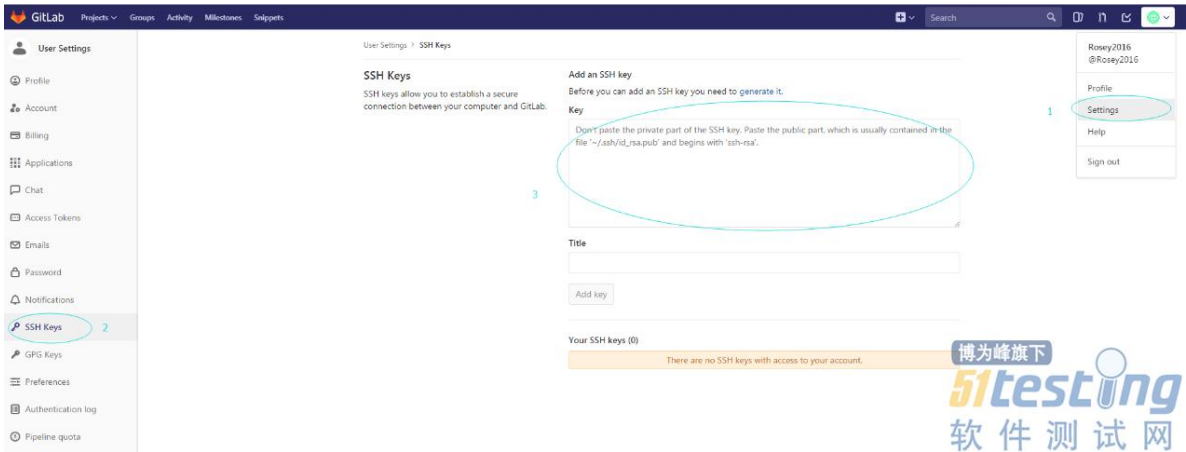 GitLab Projects Groups Activity Milestones Snippets Search
User Settings
Profile
Account
Billing
Applications
Chat
Access Tokens
Emails
Password
Notifications
SSH Keys 2
GPG Keys
Preferences
Authentication log
Pipeline quota
User Settings > SSH Keys
SSH Keys
SSH keys allow you to establish a secure
connection between your computer and GitLab.
Add an SSH key
Before you can add an SSH key you need to generate it.
Key
Don't paste the private part of the SSH key. Paste the public part, which is usually contained in the
file '~/.ssh/id_rsa.pub' and begins with 'ssh-rsa'.
3
Title
Add key
Your SSH keys (0)
There are no SSH keys with access to your account.
Rosey2016
@Rosey2016
Profile
1 Settings
Help
Sign out
博为峰旗下
51testing
软件测试网